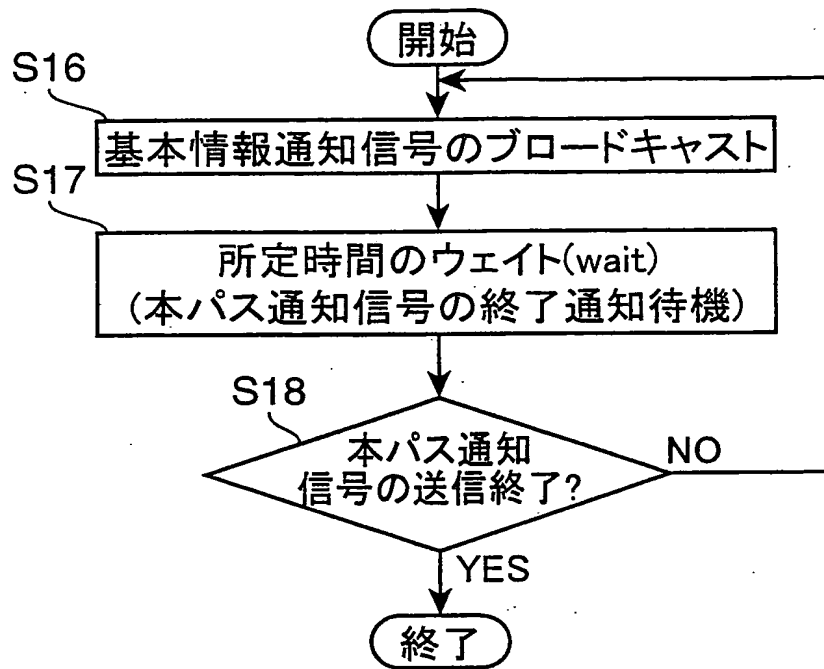 開始
S16
基本情報通知信号のブロードキャスト
S17
所定時間のウェイト(wait)
(本パス通知信号の終了通知待機)
S18
本パス通知
信号の送信終了?
NO
YES
終了